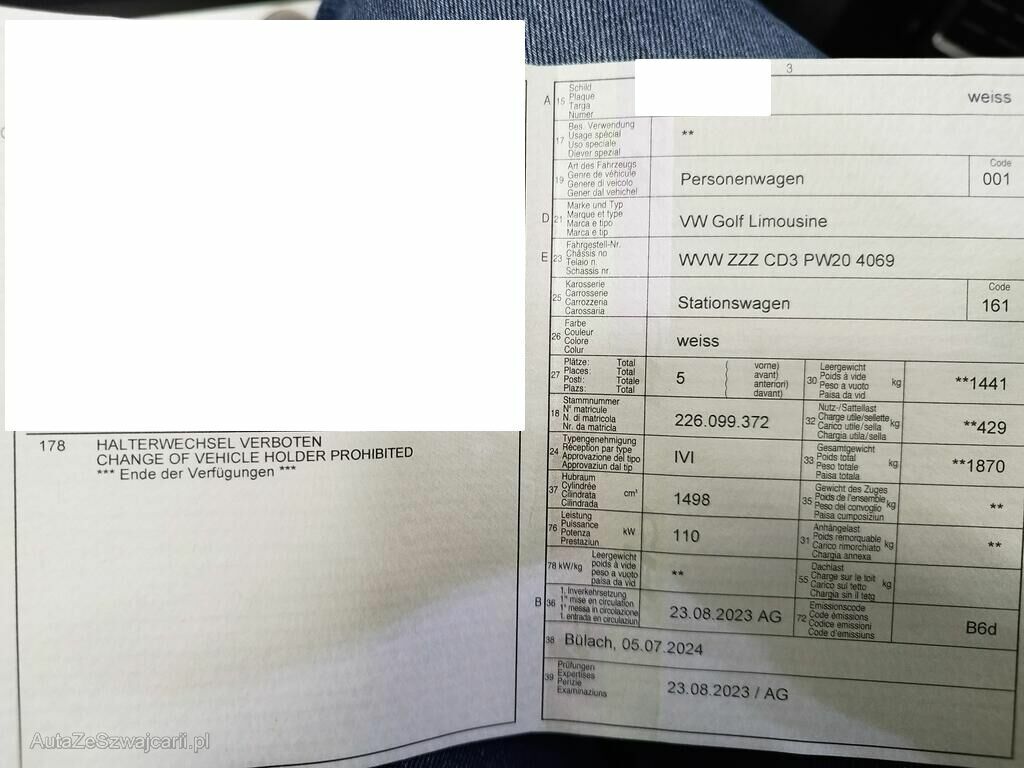 178 HALTERWECHSEL VERBOTEN
CHANGE OF VEHICLE HOLDER PROHIBITED
*** Ende der Verfügungen ***
3
A 15 Schild
Plaque
Targa
Numer
weiss
17 Bes. Verwendung
Usage spécial
Uso speciale
Diever spezial
**
19 Art des Fahrzeugs
Genre de véhicule
Genere di veicolo
Gener dal vehichel
Personenwagen
Code
001
D 21 Marke und Typ
Marque et type
Marca e tipo
Marca e tip
VW Golf Limousine
E 23 Fahrgestell-Nr.
Châssis no
Telaio n.
Schassis nr.
WVW ZZZ CD3 PW20 4069
25 Karosserie
Carrosserie
Carrozzeria
Carossaria
Stationswagen
Code
161
26 Farbe
Couleur
Colore
Colur
weiss
27 Plätze: Total
Places: Total
Posti: Totale
Plazs: Total
5
( vorne)
( avant)
( anteriori)
( davant)
30 Leergewicht
Poids à vide
Peso a vuoto
Paisa da vid
kg
**1441
18 Stammnummer
N° matricule
N. di matricola
Nr. da matricla
226.099.372
32 Nutz-/Sattellast
Charge utile/sellette
Carico utile/sella
Chargia utila/sella
kg
**429
24 Typengenehmigung
Réception par type
Approvazione del tipo
Approvaziun dal tip
IVI
33 Gesamtgewicht
Poids total
Peso totale
Paisa totala
kg
**1870
37 Hubraum
Cylindrée
Cilindrata
Cilindrada
cm³
1498
35 Gewicht des Zuges
Poids de l'ensemble
Peso del convoglio
Paisa cumposiziun
kg
**
76 Leistung
Puissance
Potenza
Prestaziun
kW
110
31 Anhängelast
Poids remorquable
Carico rimorchiato
Chargia annexa
kg
**
78 kW/kg Leergewicht
poids à vide
peso a vuoto
paisa da vid
**
55 Dachlast
Charge sur le toit
Carico sul tetto
Chargia sin il tetg
kg
B 36 1. Inverkehrsetzung
1re mise en circulation
1a messa in circolazione
1. entrada en circulaziun
23.08.2023 AG
72 Emissionscode
Code émissions
Codice emissioni
Code d'emissiuns
B6d
38 Bülach, 05.07.2024
39 Prüfungen
Expertises
Perizie
Examinaziuns
23.08.2023 / AG
AutaZeSzwajcarii.pl